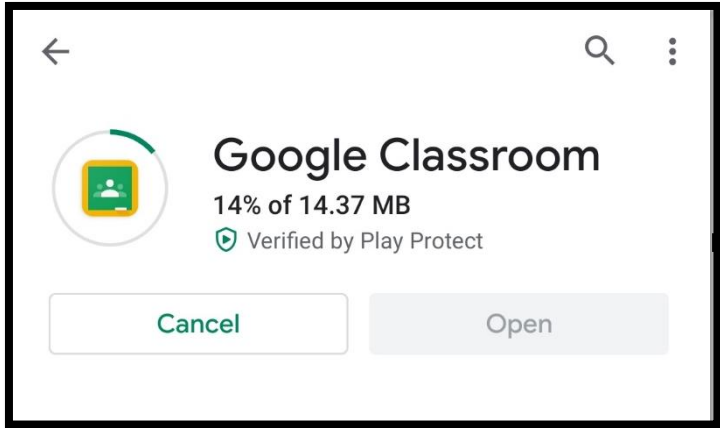 Google Classroom
14% of 14.37 MB
Verified by Play Protect
Cancel Open